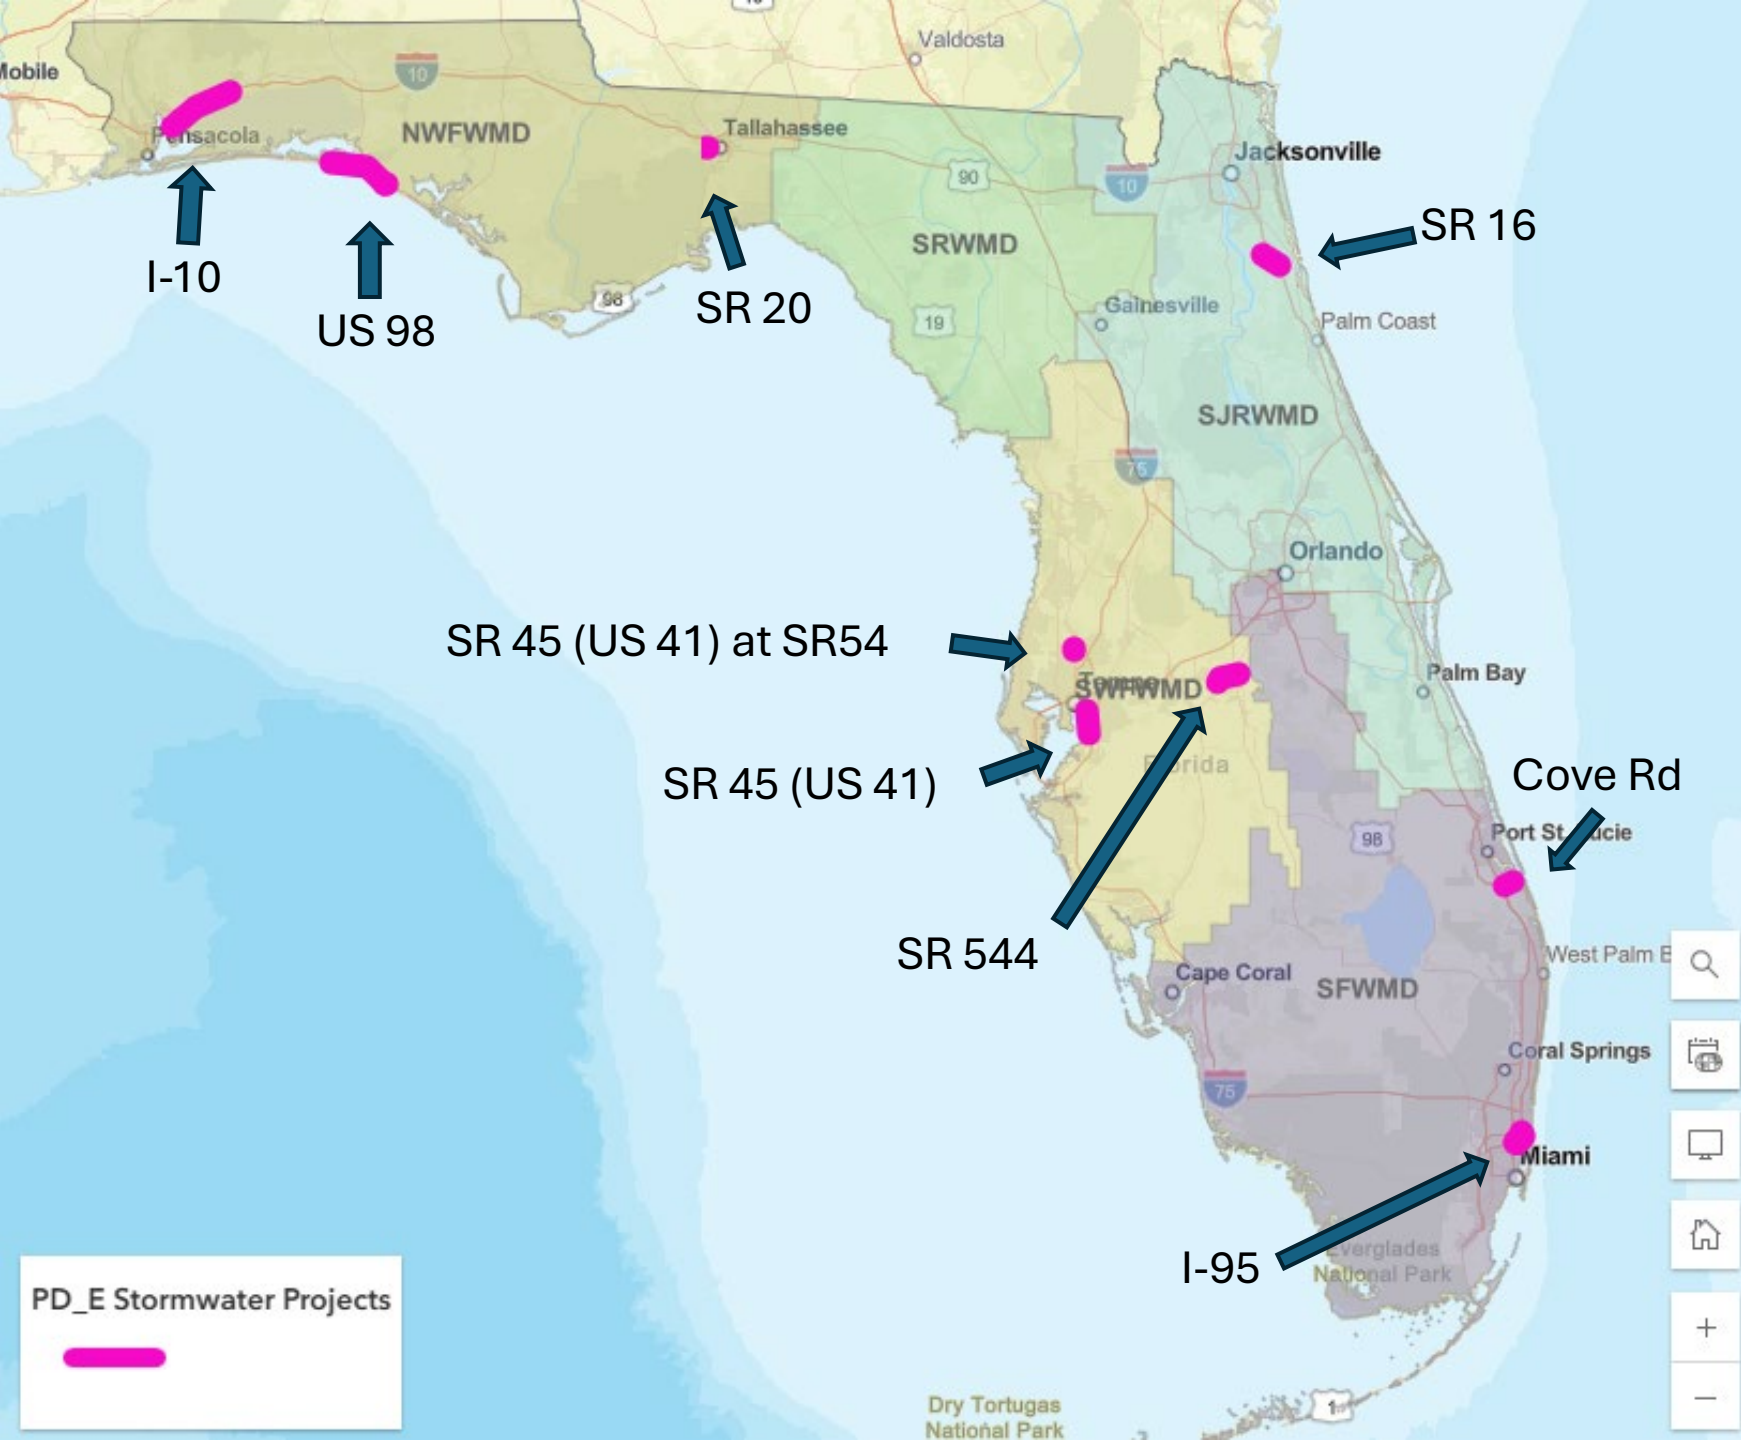 Valdosta
Mobile
10
Pensacola
NWFWMD
Tallahassee
Jacksonville
90
10
SR 16
SRWMD
I-10
US 98
98
SR 20
19
Gainesville
Palm Coast
SJRWMD
75
Orlando
SR 45 (US 41) at SR54
SWFWMD
Palm Bay
Florida
SR 45 (US 41)
Cove Rd
98
Port St. Lucie
SR 544
West Palm B
Cape Coral
SFWMD
Coral Springs
75
Miami
I-95
Everglades
National Park
PD_E Stormwater Projects
Dry Tortugas
National Park
1